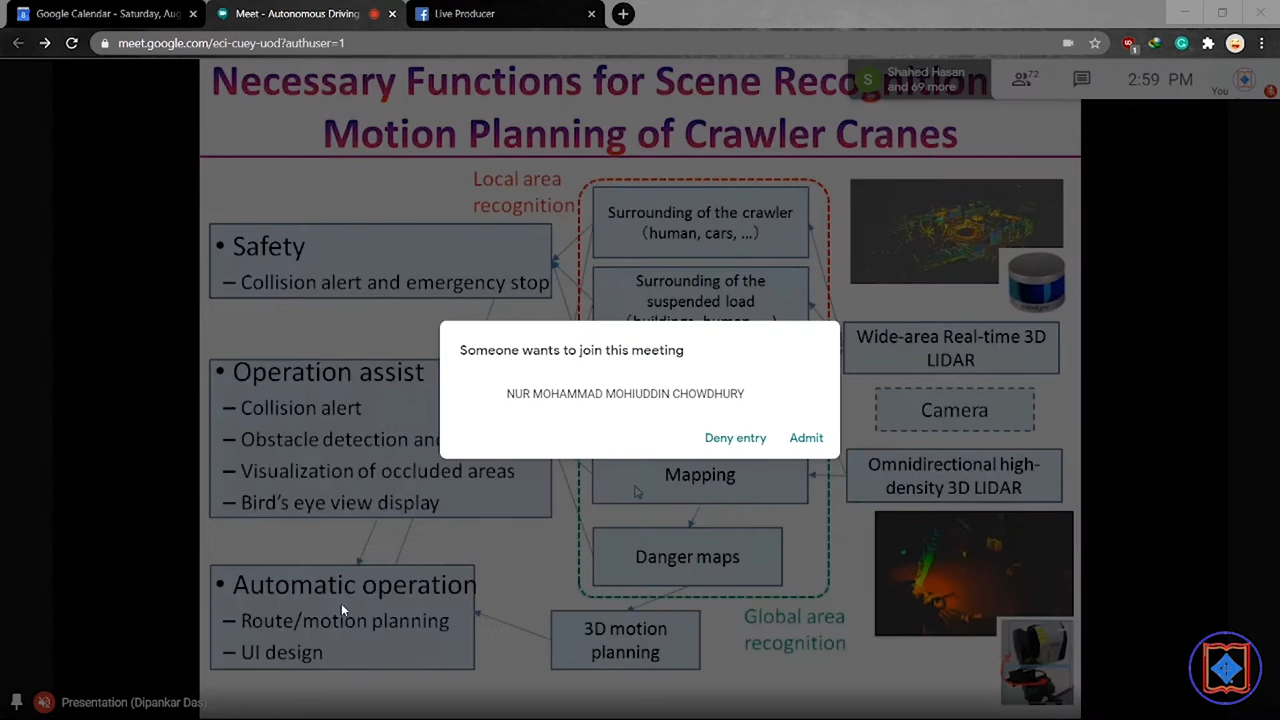 Google Calendar - Saturday, Aug
Meet - Autonomous Driving
Live Producer
meet.google.com/eci-cuey-uod?authuser=1
Necessary Functions for Scene Recognition
Motion Planning of Crawler Cranes
S
Shahed Hasan
and 69 more
72
2:59 PM
You
Local area
recognition
Surrounding of the crawler
(human, cars, ...)
• Safety
– Collision alert and emergency stop
Surrounding of the
suspended load
(buildings, human, ...)
Wide-area Real-time 3D
LIDAR
Someone wants to join this meeting
NUR MOHAMMAD MOHIUDDIN CHOWDHURY
Deny entry
Admit
• Operation assist
– Collision alert
– Obstacle detection and
– Visualization of occluded areas
– Bird's eye view display
Camera
Mapping
Omnidirectional high-
density 3D LIDAR
Danger maps
• Automatic operation
– Route/motion planning
– UI design
3D motion
planning
Global area
recognition
Presentation (Dipankar Das)